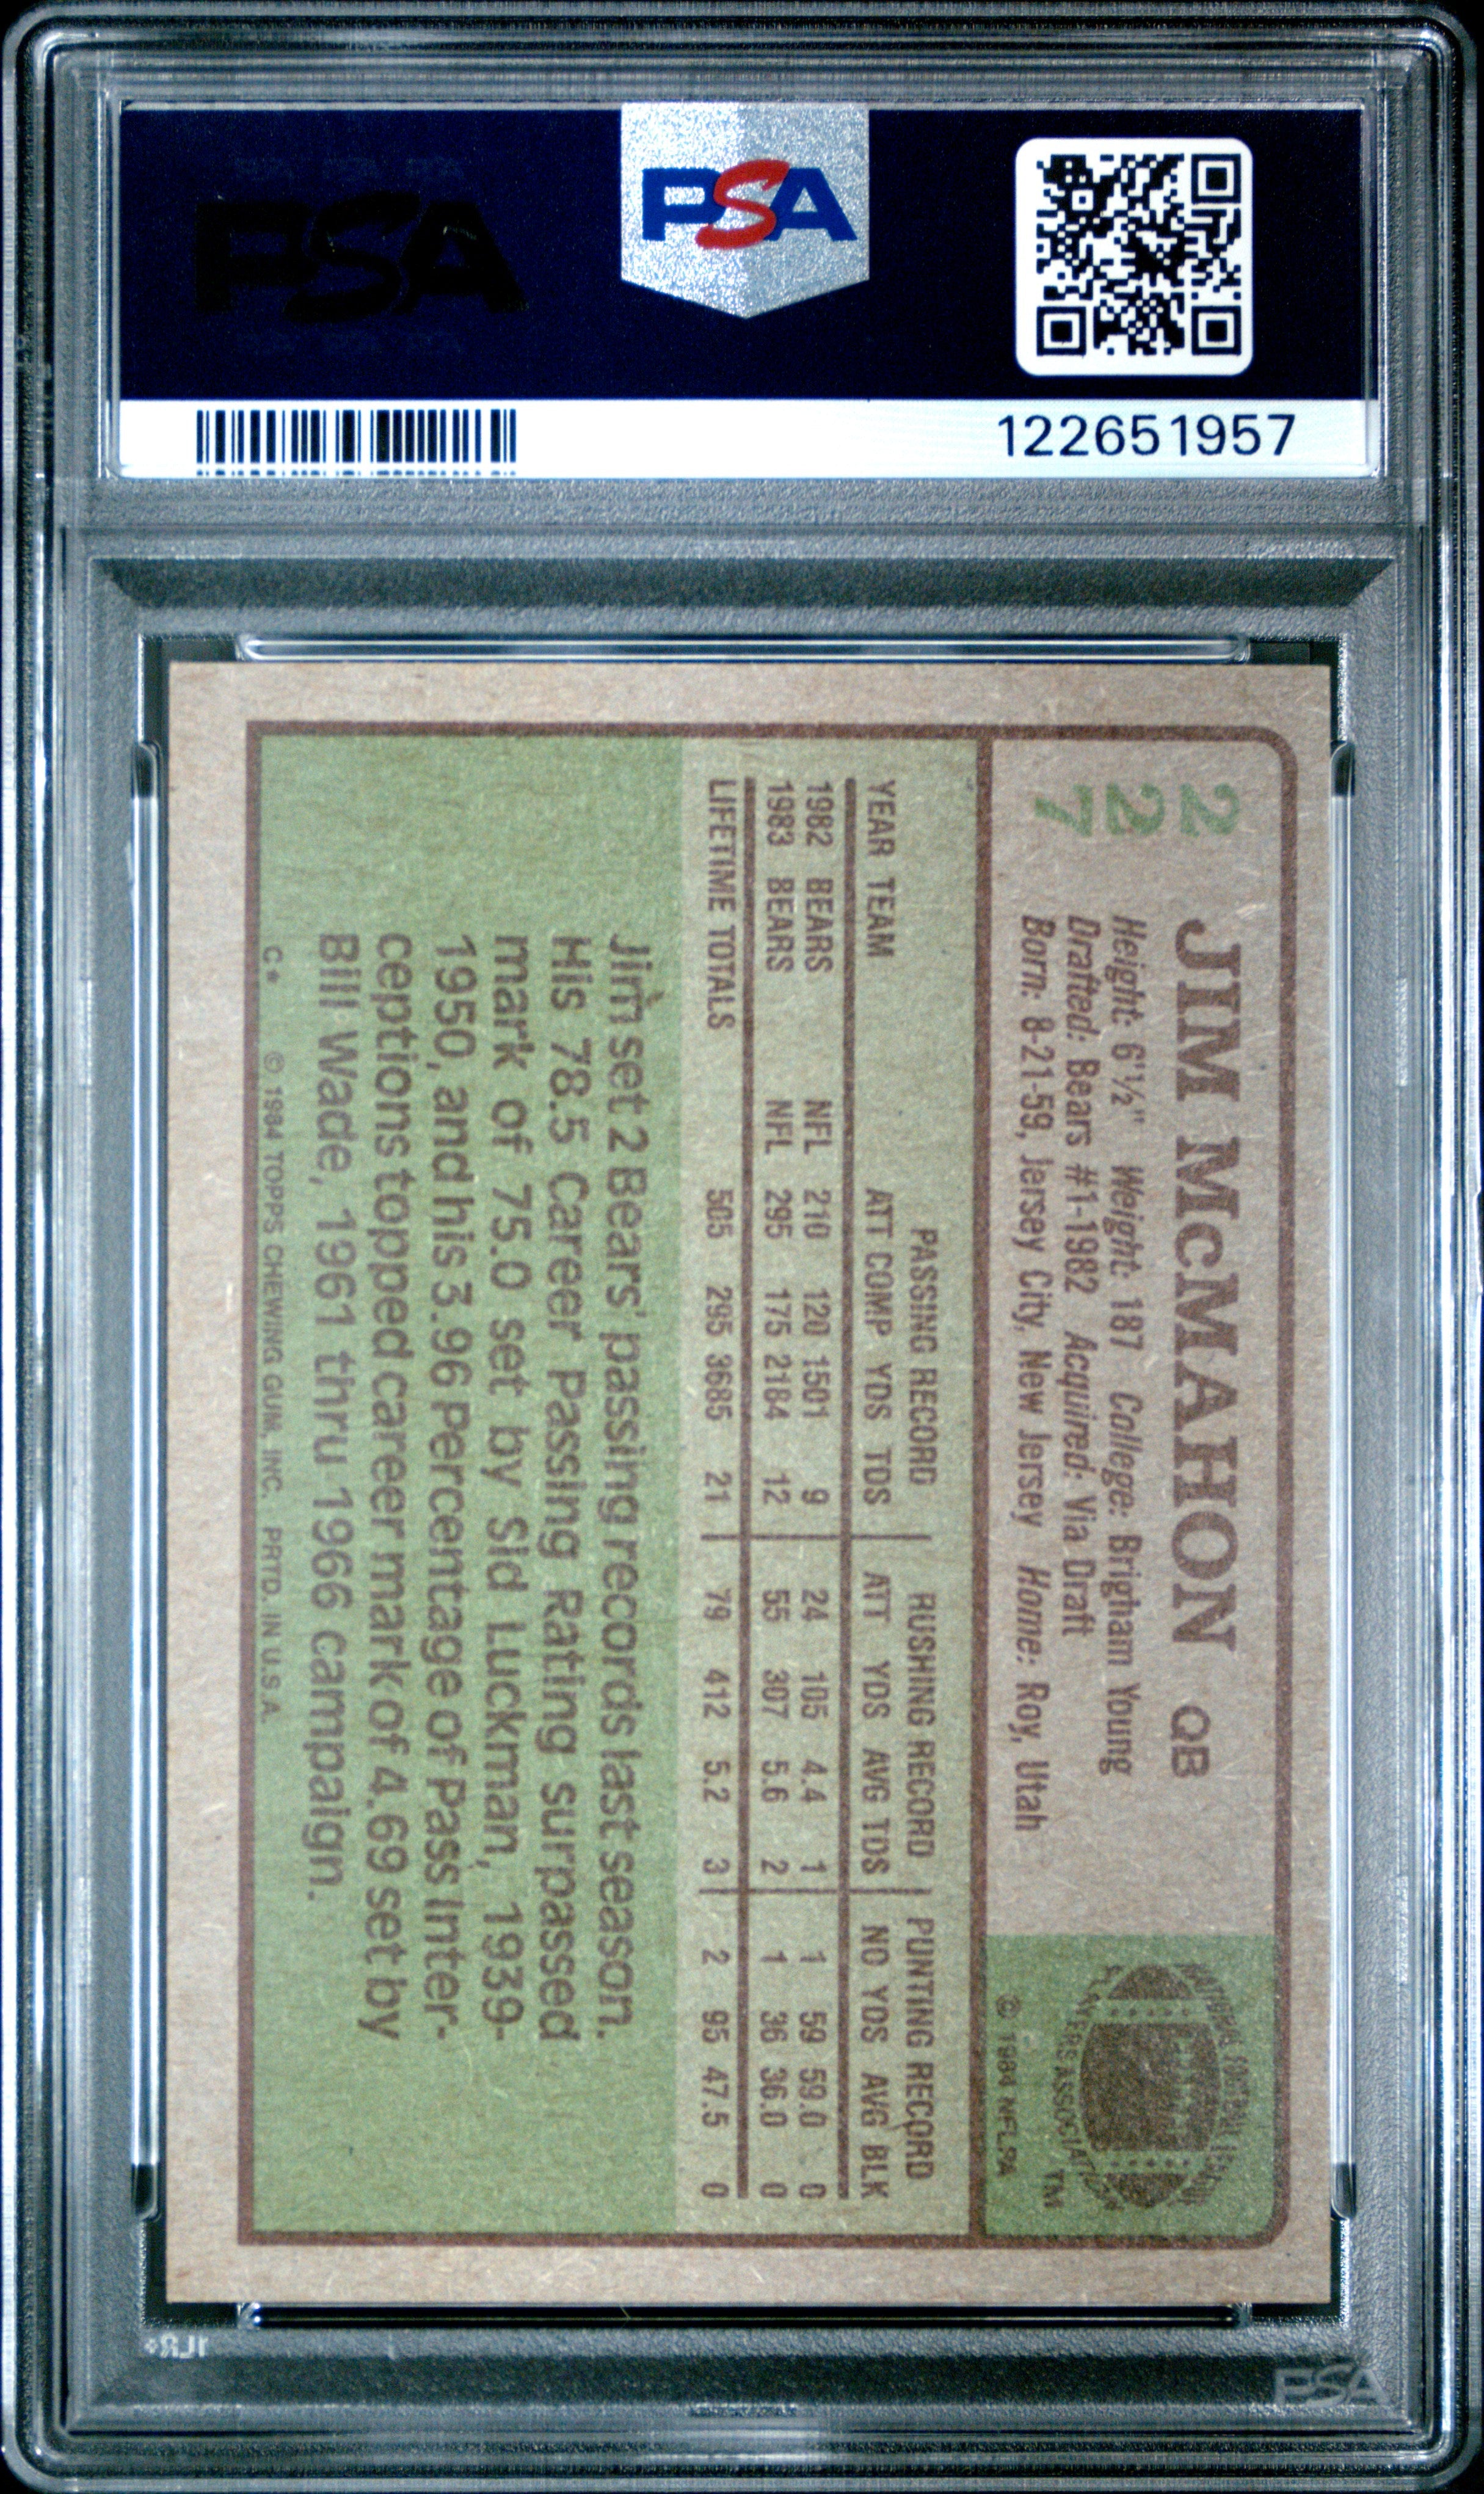 PSA
PSA
122651957
227
JIM McMAHON QB
Height: 6'½" Weight: 187 College: Brigham Young
Drafted: Bears #1-1982 Acquired: Via Draft
Born: 8-21-59, Jersey City, New Jersey Home: Roy, Utah
TM
© 1984 NFLPA
PASSING RECORD RUSHING RECORD PUNTING RECORD
YEAR TEAM ATT COMP YDS TDS ATT YDS AVG TDS NO YDS AVG BLK
1982 BEARS NFL 210 120 1501 9 24 105 4.4 1 1 59 59.0 0
1983 BEARS NFL 295 175 2184 12 55 307 5.6 2 1 36 36.0 0
LIFETIME TOTALS 505 295 3685 21 79 412 5.2 3 2 95 47.5 0
Jim set 2 Bears' passing records last season.
His 78.5 Career Passing Rating surpassed
mark of 75.0 set by Sid Luckman, 1939-
1950, and his 3.96 Percentage of Pass Inter-
ceptions topped career mark of 4.69 set by
Bill Wade, 1961 thru 1966 campaign.
C* © 1984 TOPPS CHEWING GUM, INC. PRTD. IN U.S.A.
PSA